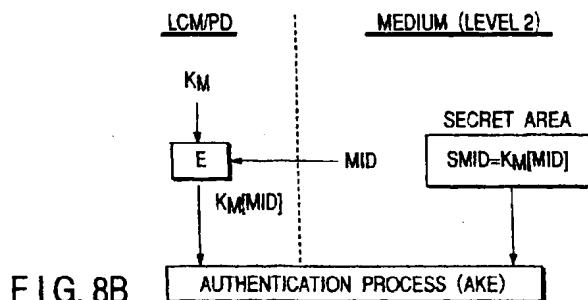 LCM/PD
MEDIUM (LEVEL 2)
KM
SECRET AREA
E
MID
SMID=KM[MID]
KM[MID]
AUTHENTICATION PROCESS (AKE)
FIG. 8B